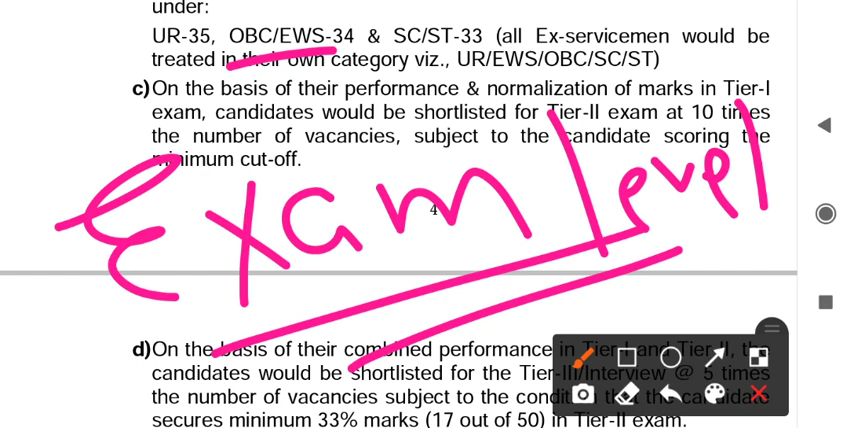 under:
UR-35, OBC/EWS-34 & SC/ST-33 (all Ex-servicemen would be
treated in their own category viz., UR/EWS/OBC/SC/ST)
c) On the basis of their performance & normalization of marks in Tier-I
exam, candidates would be shortlisted for Tier-II exam at 10 times
the number of vacancies, subject to the candidate scoring the
minimum cut-off.
4
Exam level
d) On the basis of their combined performance in Tier-I and Tier-II, the
candidates would be shortlisted for the Tier-III/Interview @ 5 times
the number of vacancies subject to the condition that the candidate
secures minimum 33% marks (17 out of 50) in Tier-II exam.